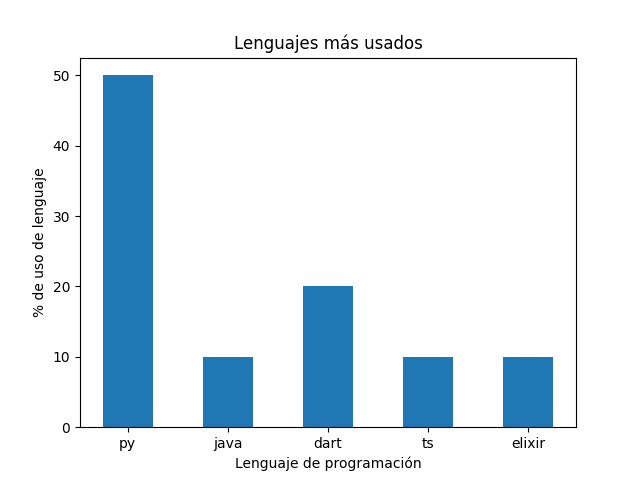 Lenguajes más usados
% de uso de lenguaje
50
40
30
20
10
0
py java dart ts elixir
Lenguaje de programación